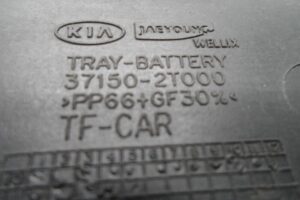 KIA JAEYOUNG
WELLIX
TRAY-BATTERY
37150-2T000
>PP66+GF30%<
TF-CAR